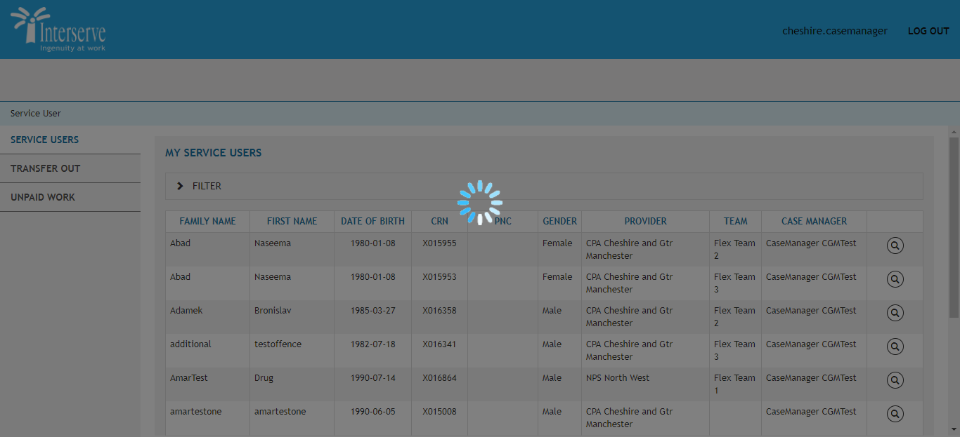 Interserve
Ingenuity at work
cheshire.casemanager LOG OUT
Service User
SERVICE USERS
TRANSFER OUT
UNPAID WORK
MY SERVICE USERS
FILTER
FAMILY NAME FIRST NAME DATE OF BIRTH CRN PNC GENDER PROVIDER TEAM CASE MANAGER
Abad Naseema 1980-01-08 X015955 Female CPA Cheshire and Gtr Flex Team CaseManager CGMTest
Manchester 2
Abad Naseema 1980-01-08 X015953 Female CPA Cheshire and Gtr Flex Team CaseManager CGMTest
Manchester 3
Adamek Bronislav 1985-03-27 X016358 Male CPA Cheshire and Gtr Flex Team CaseManager CGMTest
Manchester 2
additional testoffence 1982-07-18 X016341 Male CPA Cheshire and Gtr Flex Team CaseManager CGMTest
Manchester 3
AmarTest Drug 1990-07-14 X016864 Male NPS North West Flex Team CaseManager CGMTest
1
amartestone amartestone 1990-06-05 X015008 Male CPA Cheshire and Gtr CaseManager CGMTest
Manchester